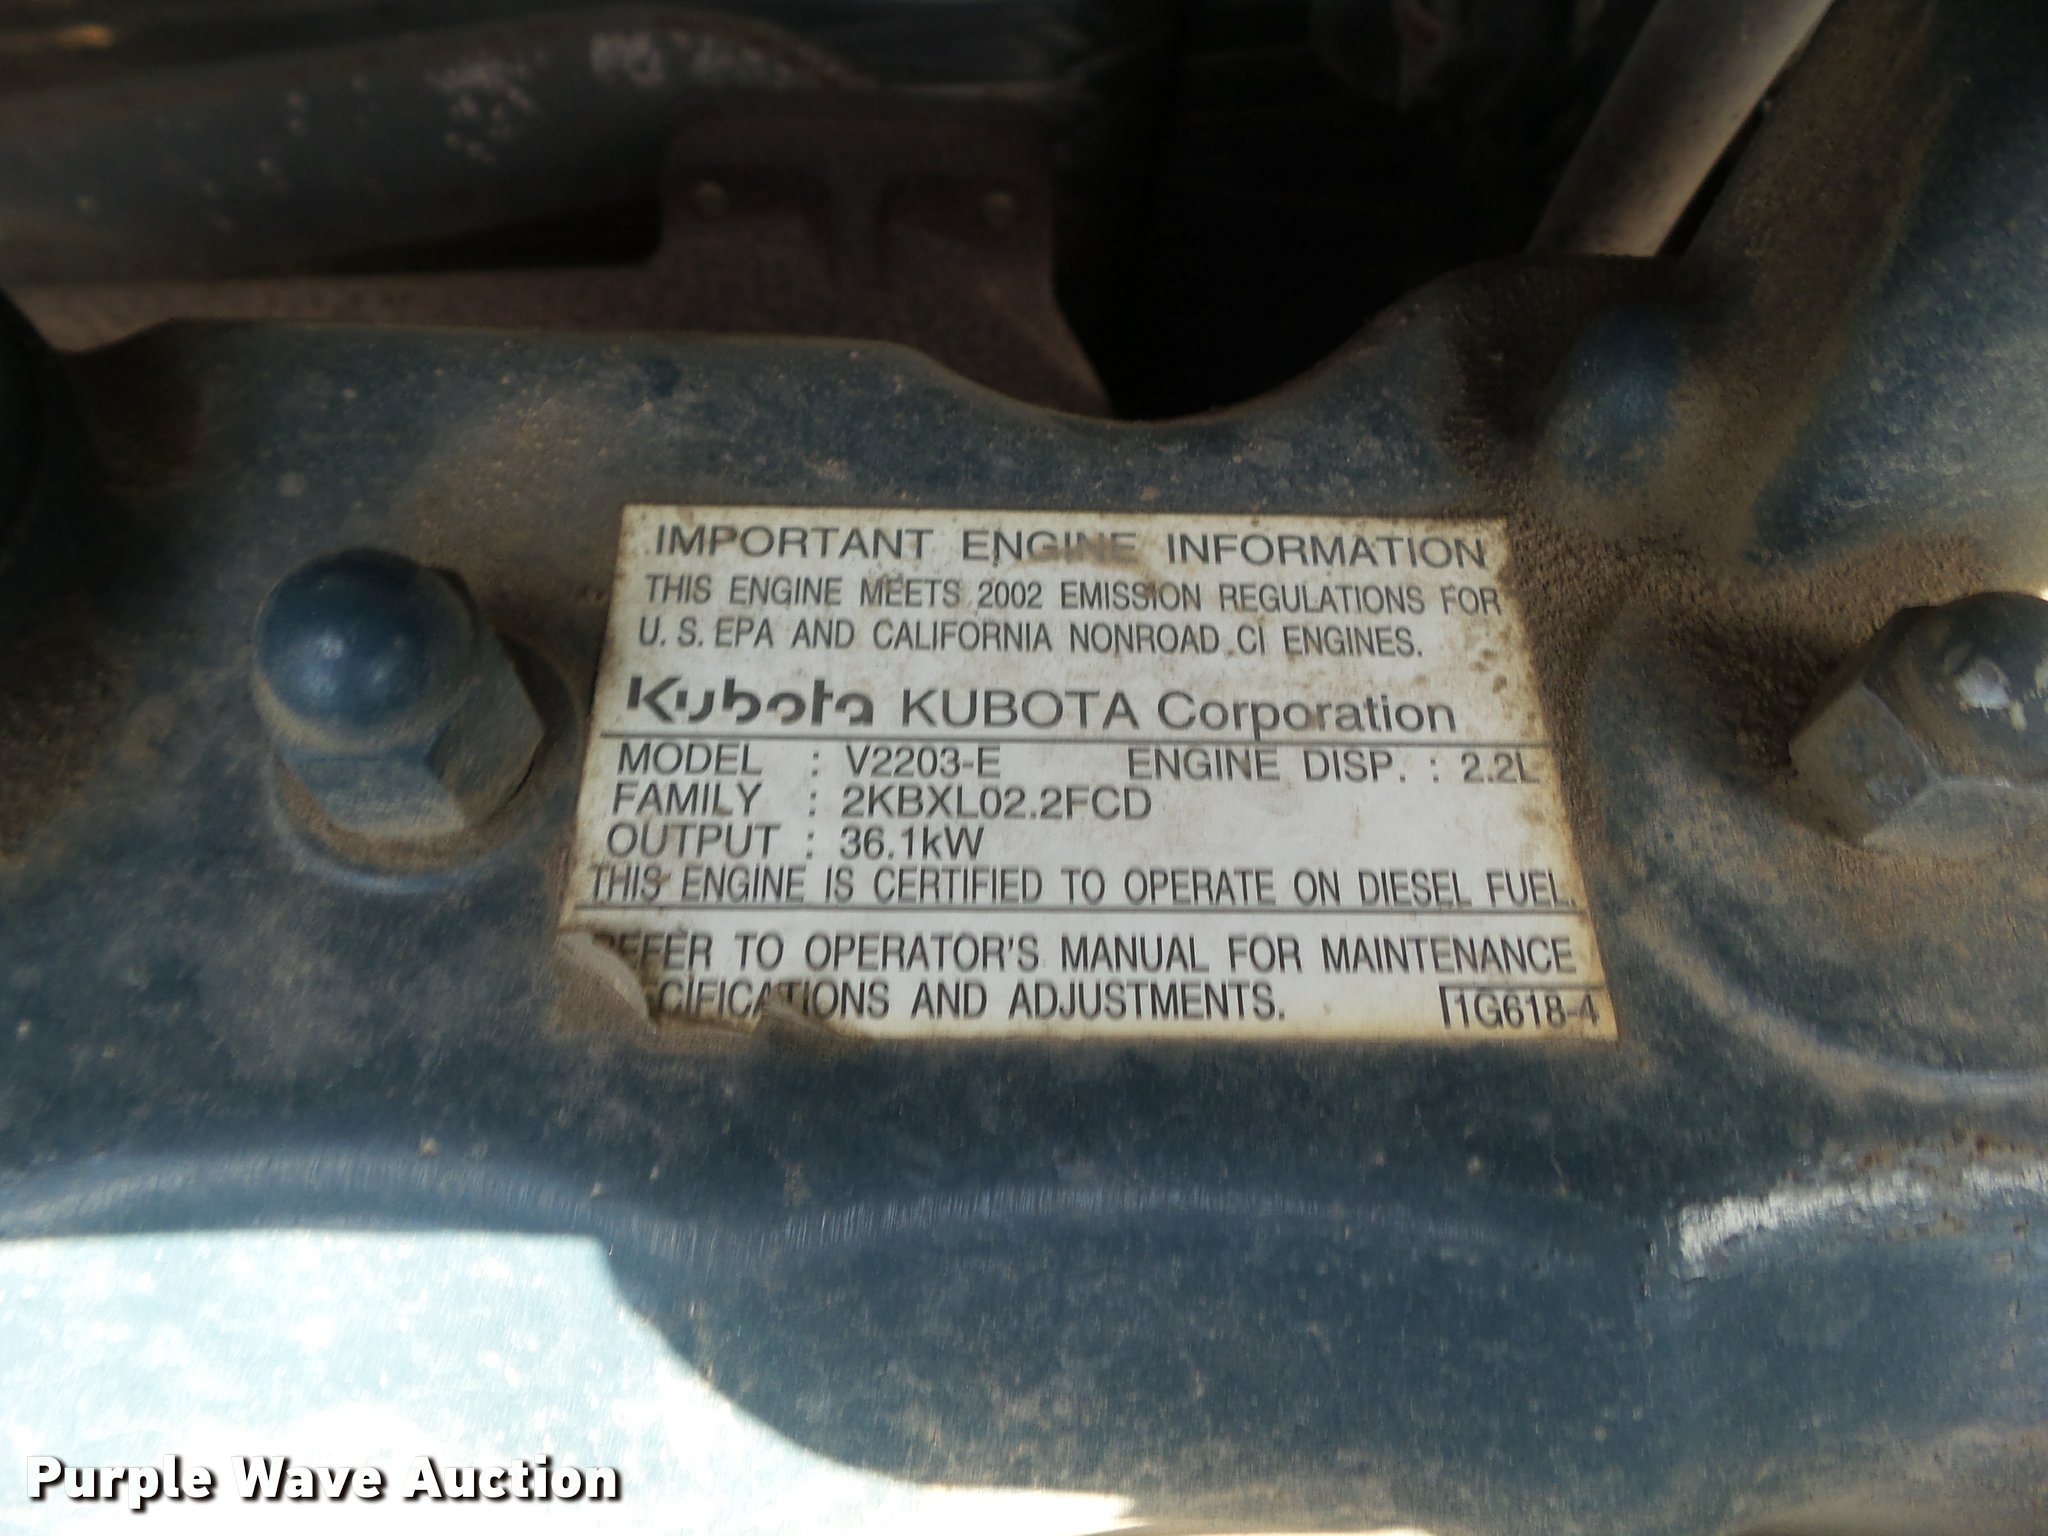 IMPORTANT ENGINE INFORMATION
THIS ENGINE MEETS 2002 EMISSION REGULATIONS FOR
U.S. EPA AND CALIFORNIA NONROAD CI ENGINES.
Kubota KUBOTA Corporation
MODEL : V2203-E ENGINE DISP. : 2.2L
FAMILY : 2KBXL02.2FCD
OUTPUT : 36.1kW
THIS ENGINE IS CERTIFIED TO OPERATE ON DIESEL FUEL.
REFER TO OPERATOR'S MANUAL FOR MAINTENANCE
CIFICATIONS AND ADJUSTMENTS.
1G618-4
Purple Wave Auction